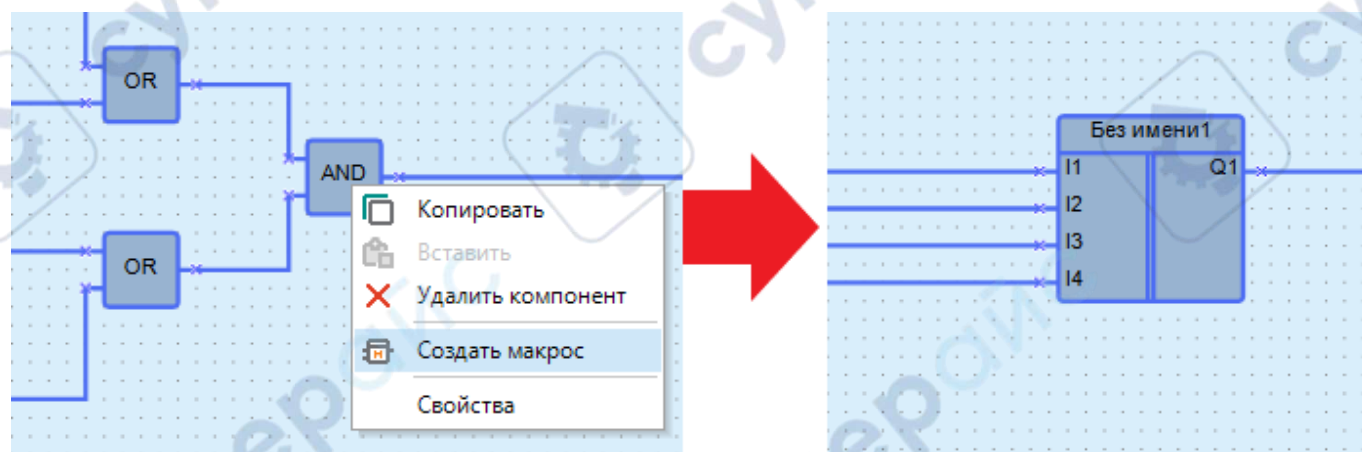 OR
AND
OR
Копировать
Вставить
Удалить компонент
Создать макрос
Свойства
Без имени1
I1 Q1
I2
I3
I4